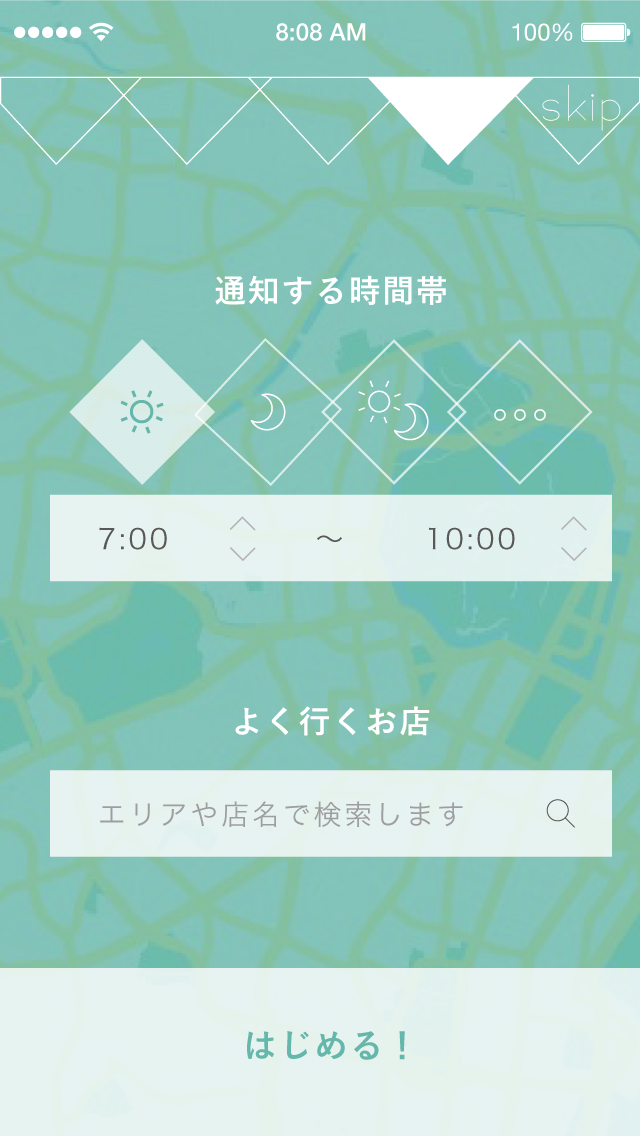 8:08 AM 100%
skip
通知する時間帯
7:00 〜 10:00
よく行くお店
エリアや店名で検索します
はじめる！